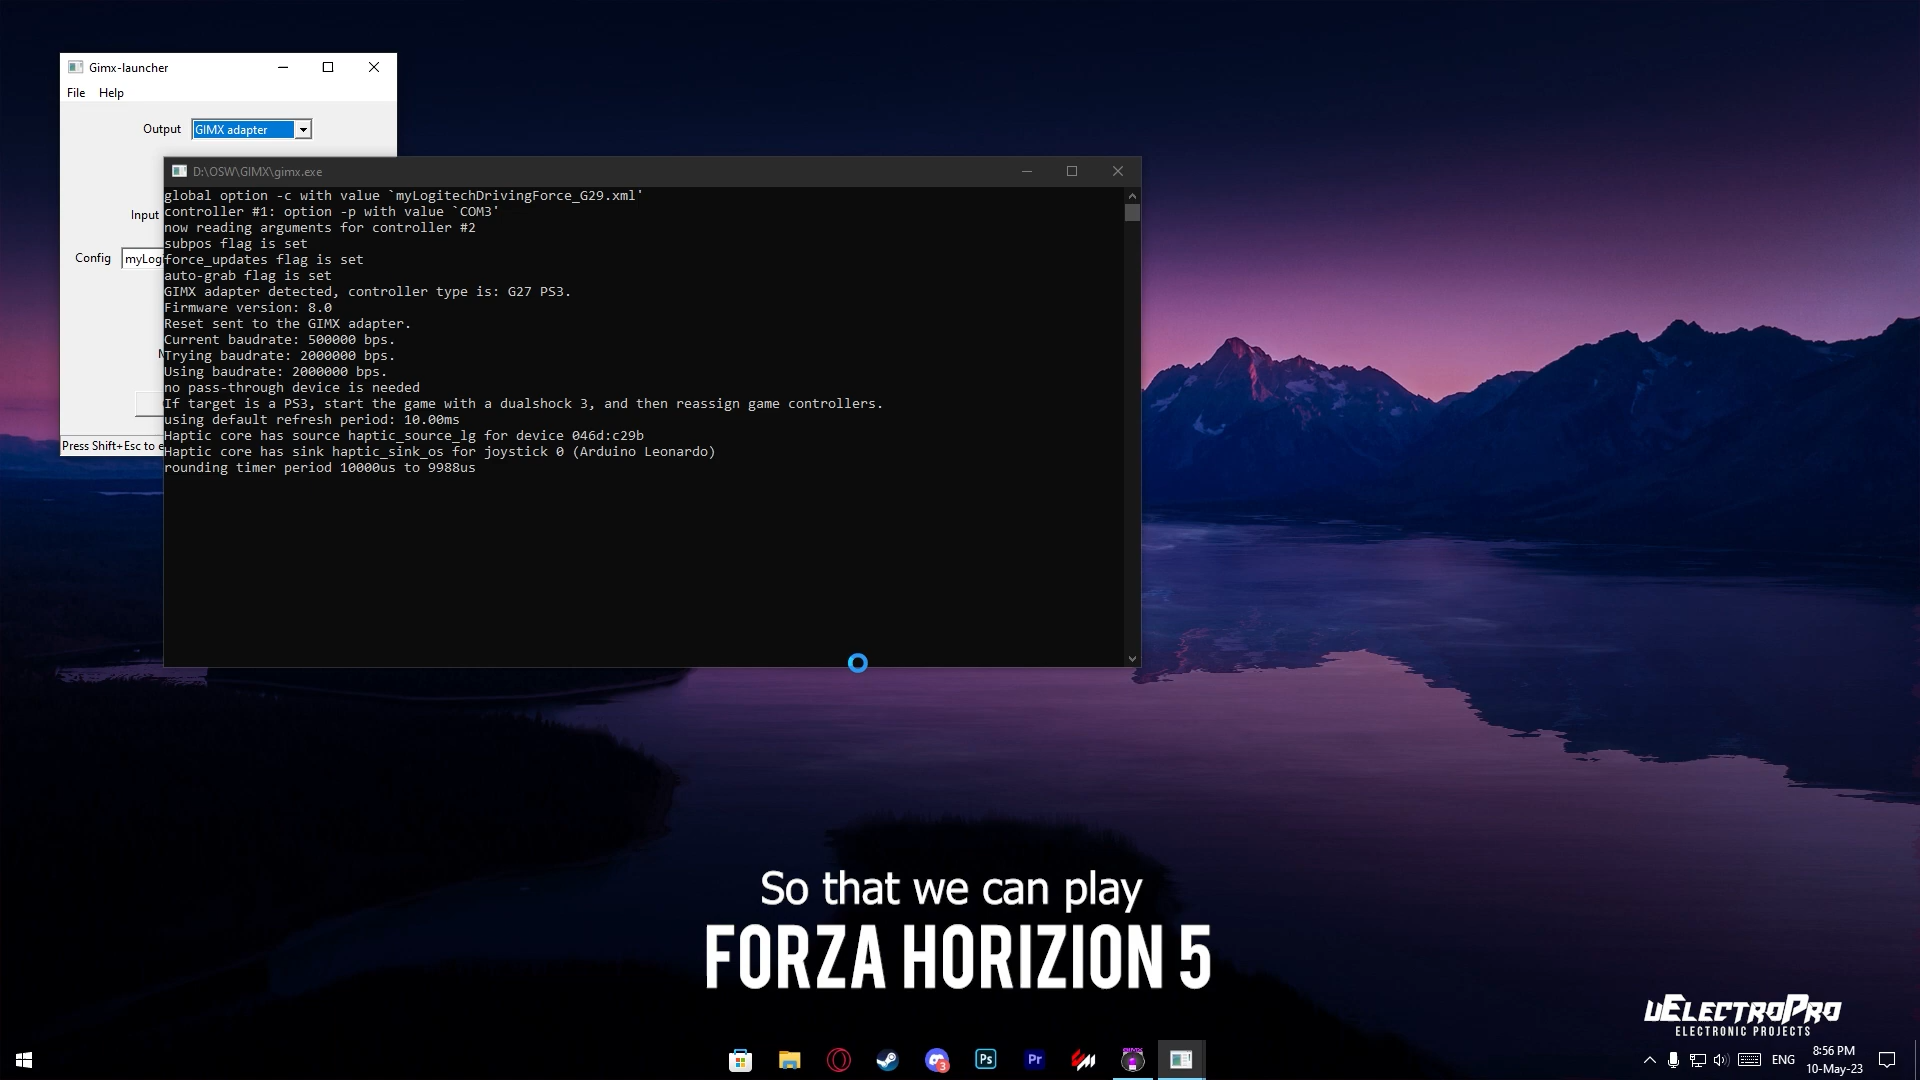 Gimx-launcher
File Help
Output GIMX adapter
Input
Config myLog
Press Shift+Esc to e
D:\OSW\GIMX\gimx.exe
global option -c with value `myLogitechDrivingForce_G29.xml'
controller #1: option -p with value `COM3'
now reading arguments for controller #2
subpos flag is set
force_updates flag is set
auto-grab flag is set
GIMX adapter detected, controller type is: G27 PS3.
Firmware version: 8.0
Reset sent to the GIMX adapter.
Current baudrate: 500000 bps.
Trying baudrate: 2000000 bps.
Using baudrate: 2000000 bps.
no pass-through device is needed
If target is a PS3, start the game with a dualshock 3, and then reassign game controllers.
using default refresh period: 10.00ms
Haptic core has source haptic_source_lg for device 046d:c29b
Haptic core has sink haptic_sink_os for joystick 0 (Arduino Leonardo)
rounding timer period 10000us to 9988us
So that we can play
FORZA HORIZION 5
uElectroPro
ELECTRONIC PROJECTS
3
Ps
Pr
ENG
8:56 PM
10-May-23